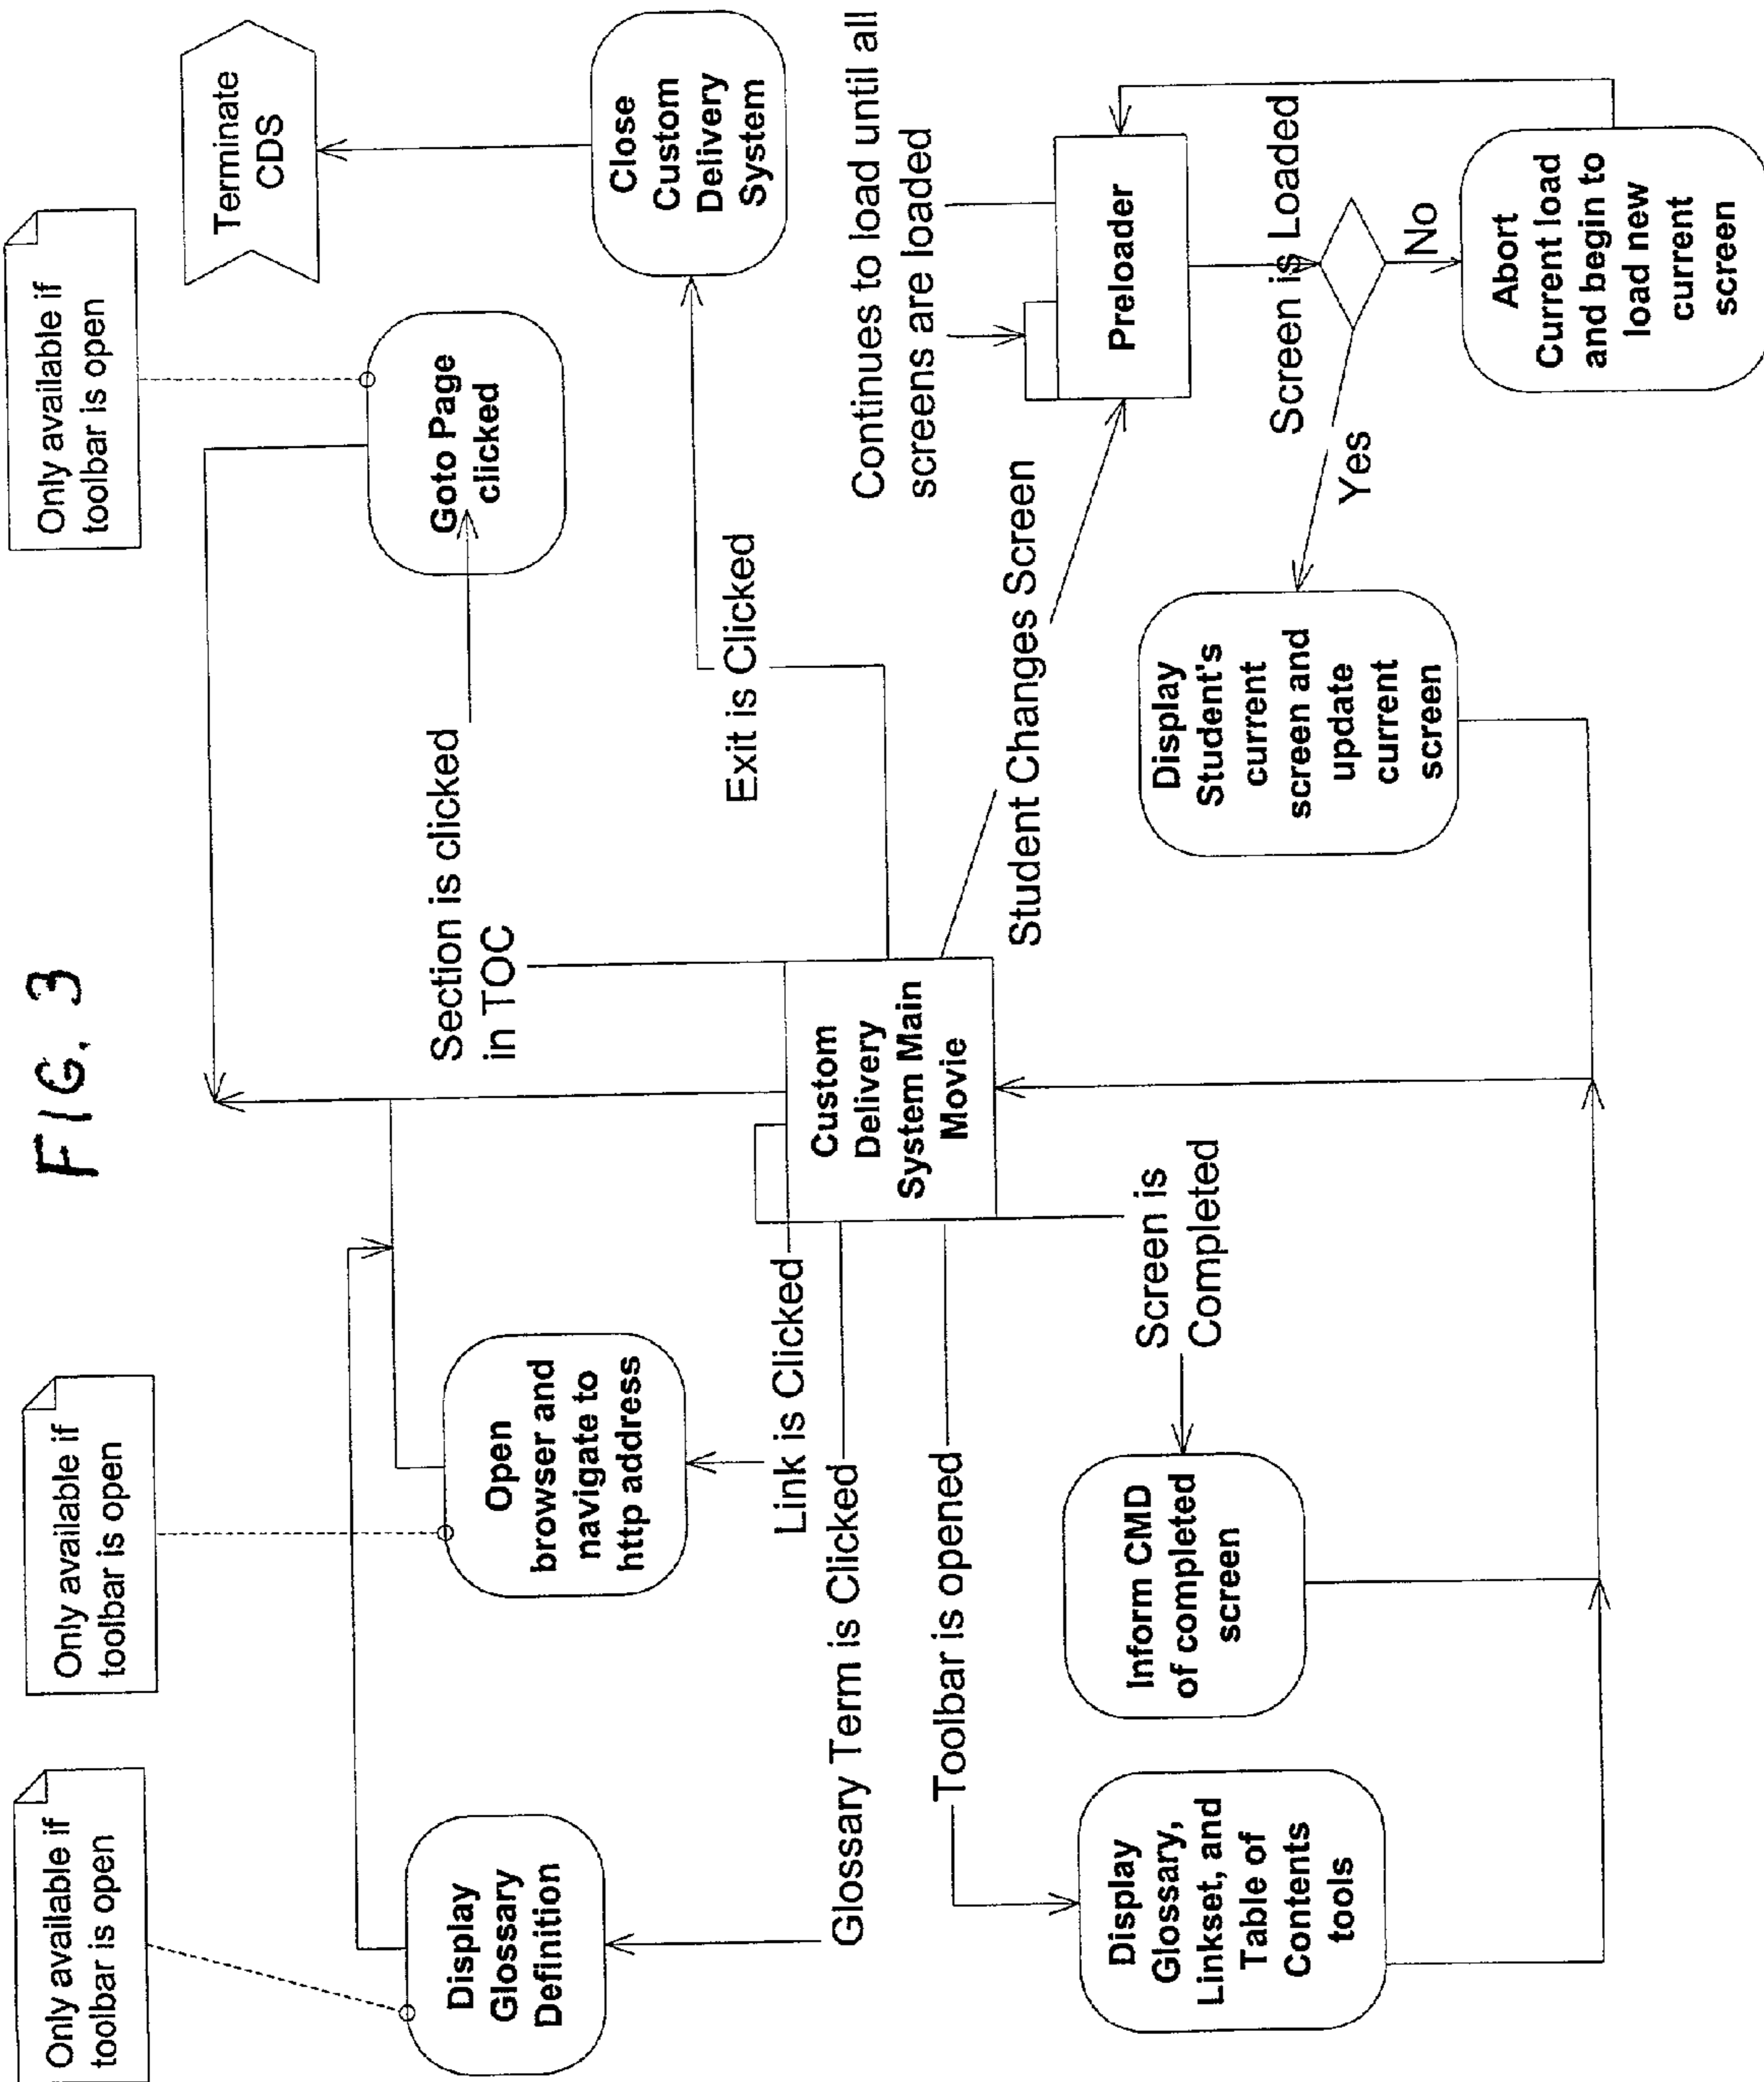 FIG. 3
Only available if
toolbar is open
Only available if
toolbar is open
Only available if
toolbar is open
Terminate
CDS
Display
Glossary
Definition
Open
browser and
navigate to
http address
Section is clicked
in TOC
Goto Page
clicked
Close
Custom
Delivery
System
Link is Clicked
Glossary Term is Clicked
Exit is Clicked
Custom
Delivery
System Main
Movie
Toolbar is opened
Continues to load until all
screens are loaded
Student Changes Screen
Preloader
Screen is
Completed
Display
Glossary,
Linkset, and
Table of
Contents
tools
Inform CMD
of completed
screen
Display
Student's
current
screen and
update
current
screen
Screen is Loaded
Yes
No
Abort
Current load
and begin to
load new
current
screen